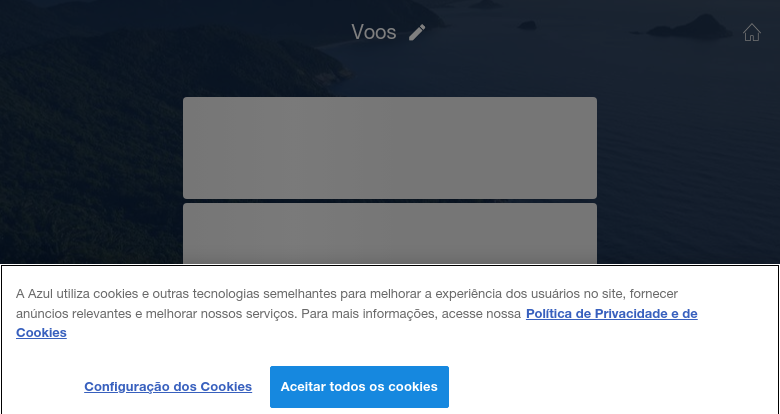 Voos
A Azul utiliza cookies e outras tecnologias semelhantes para melhorar a experiência dos usuários no site, fornecer
anúncios relevantes e melhorar nossos serviços. Para mais informações, acesse nossa Política de Privacidade e de
Cookies
Configuração dos Cookies
Aceitar todos os cookies